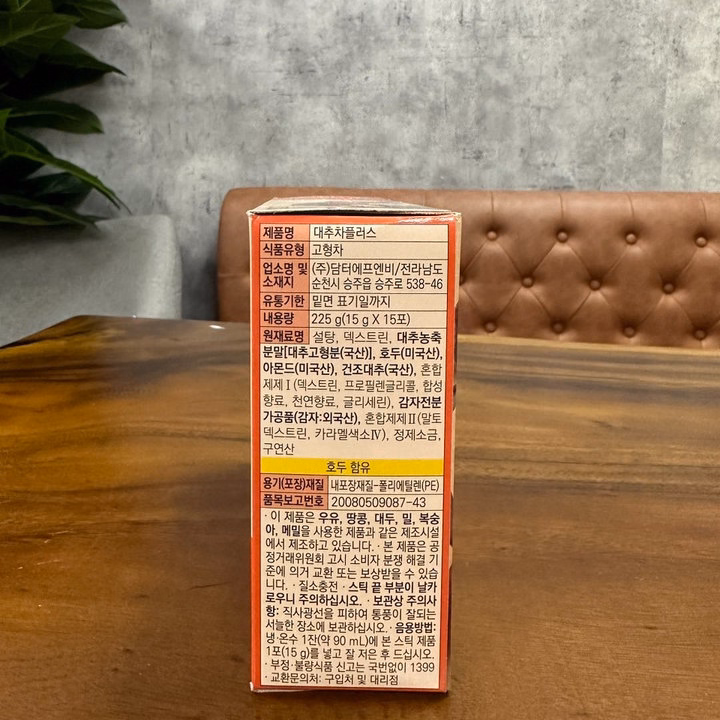 제품명 대추차플러스
식품유형 고형차
업소명 및 소재지 (주)담터에프엔비/전라남도
순천시 승주읍 승주로 538-46
유통기한 밑면 표기일까지
내용량 225 g(15 g X 15포)
원재료명 설탕, 덱스트린, 대추농축
분말[대추고형분(국산)], 호두(미국산),
아몬드(미국산), 건조대추(국산), 혼합
제제Ⅰ(덱스트린, 프로필렌글리콜, 합성
향료, 천연향료, 글리세린), 감자전분
가공품(감자:외국산), 혼합제제Ⅱ(말토
덱스트린, 카라멜색소Ⅳ), 정제소금,
구연산
호두 함유
용기(포장)재질 내포장재질-폴리에틸렌(PE)
품목보고번호 20080509087-43
· 이 제품은 우유, 땅콩, 대두, 밀, 복숭
아, 메밀을 사용한 제품과 같은 제조시설
에서 제조하고 있습니다. · 본 제품은 공
정거래위원회 고시 소비자 분쟁 해결 기
준에 의거 교환 또는 보상받을 수 있습
니다. · 질소충전 · 스틱 끝 부분이 날카
로우니 주의하십시오. · 보관상 주의사
항: 직사광선을 피하여 통풍이 잘되는
서늘한 장소에 보관하십시오. · 음용방법:
냉·온수 1잔(약 90 mL)에 본 스틱 제품
1포(15 g)를 넣고 잘 저은 후 드십시오.
· 부정·불량식품 신고는 국번없이 1399
· 교환문의처: 구입처 및 대리점